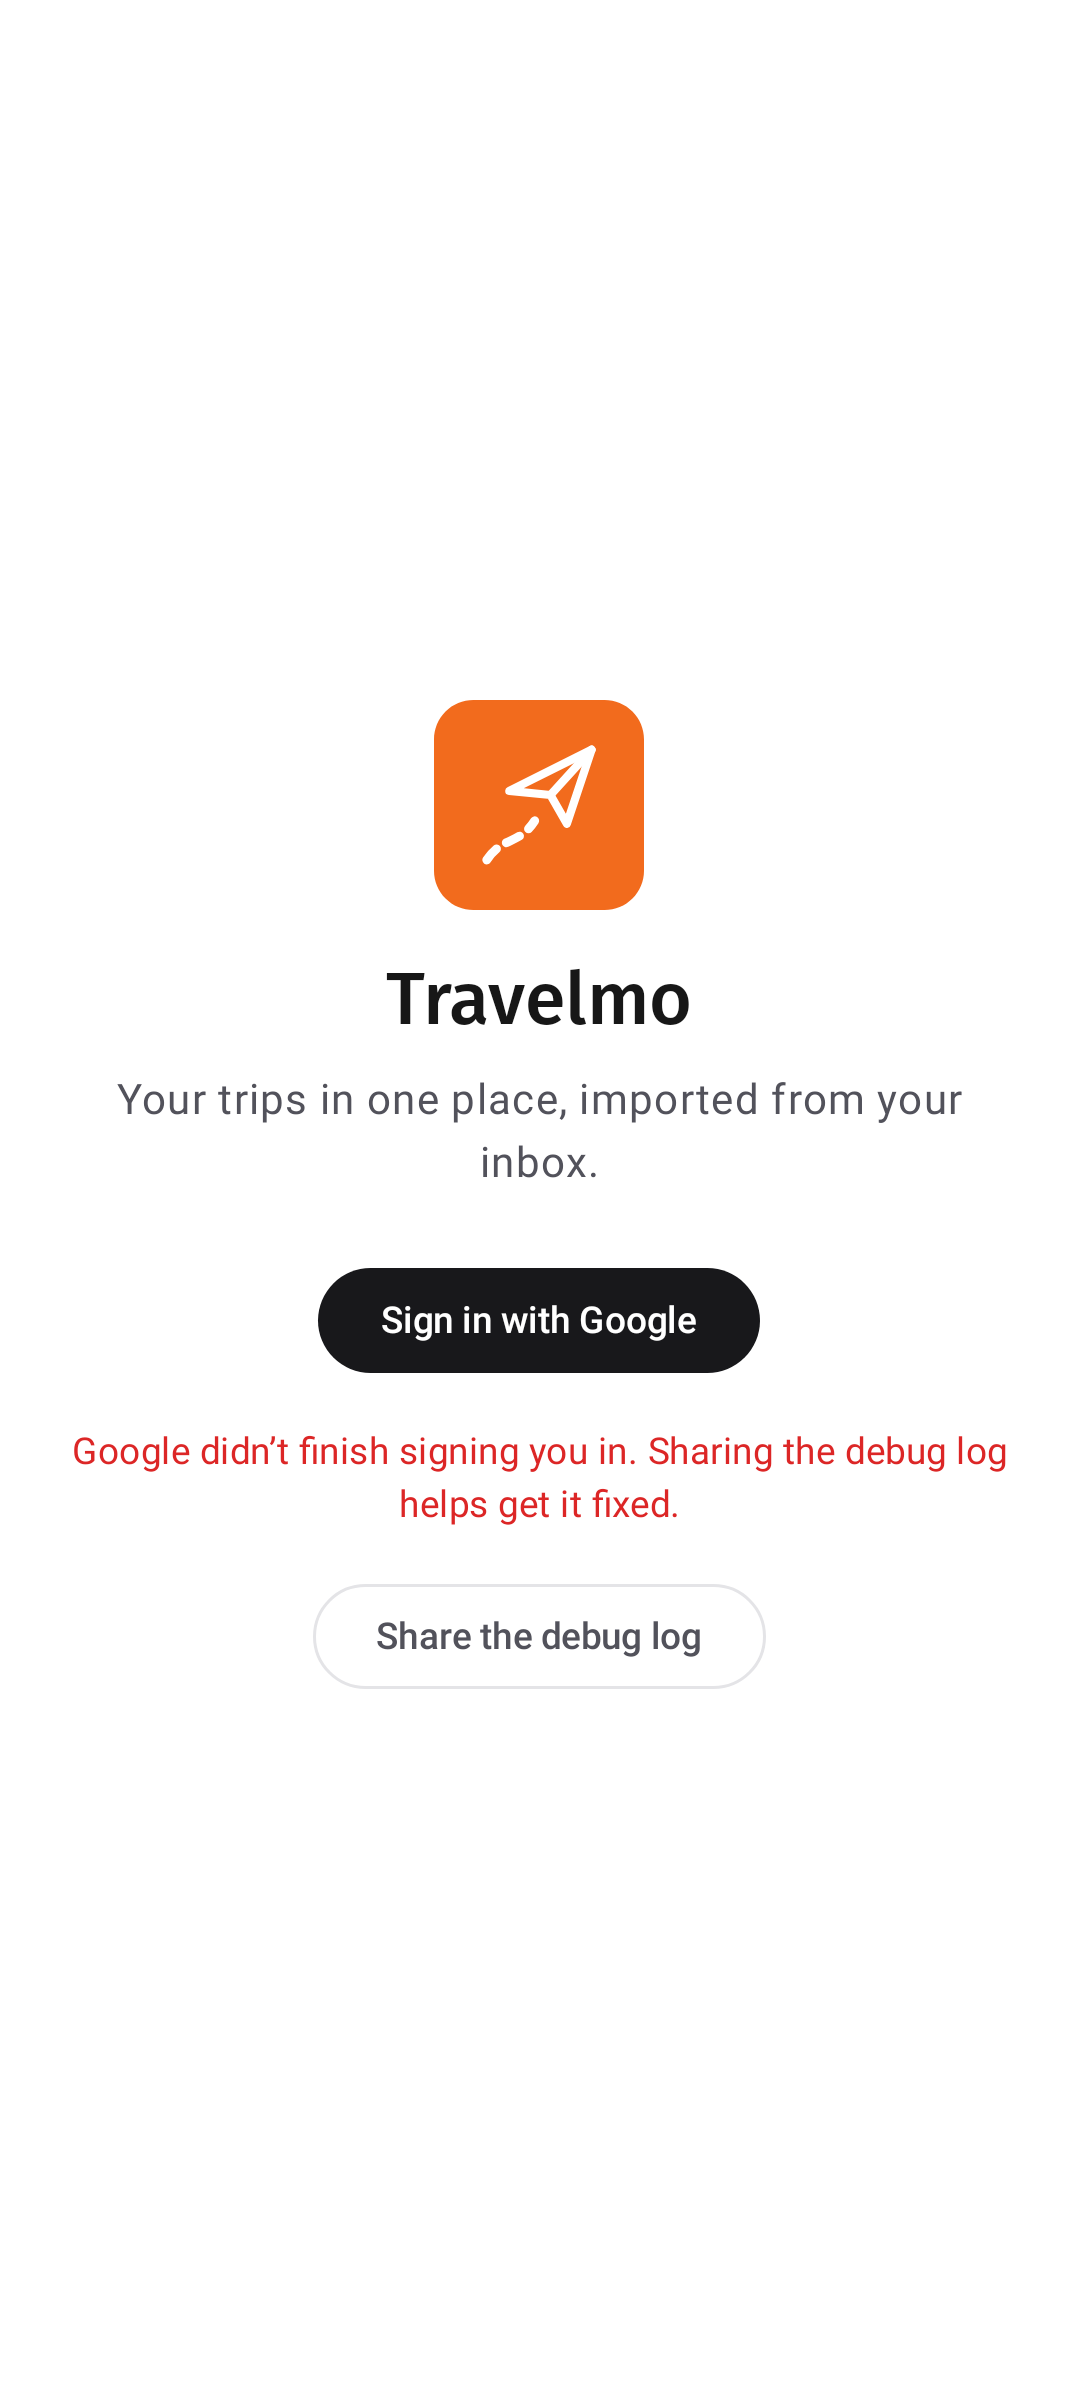 Travelmo
Your trips in one place, imported from your
inbox.
Sign in with Google
Google didn’t finish signing you in. Sharing the debug log
helps get it fixed.
Share the debug log